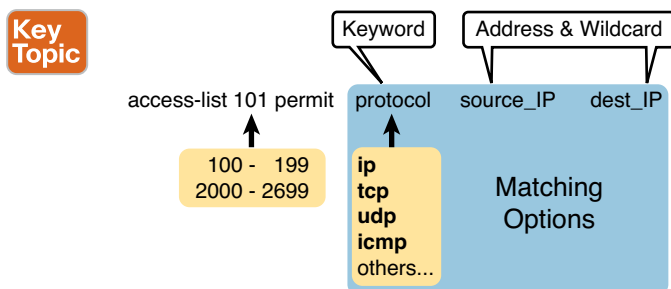 Key
Topic
Keyword
Address & Wildcard
access-list 101 permit protocol source_IP dest_IP
100 - 199
2000 - 2699
ip
tcp
udp
icmp
others...
Matching
Options